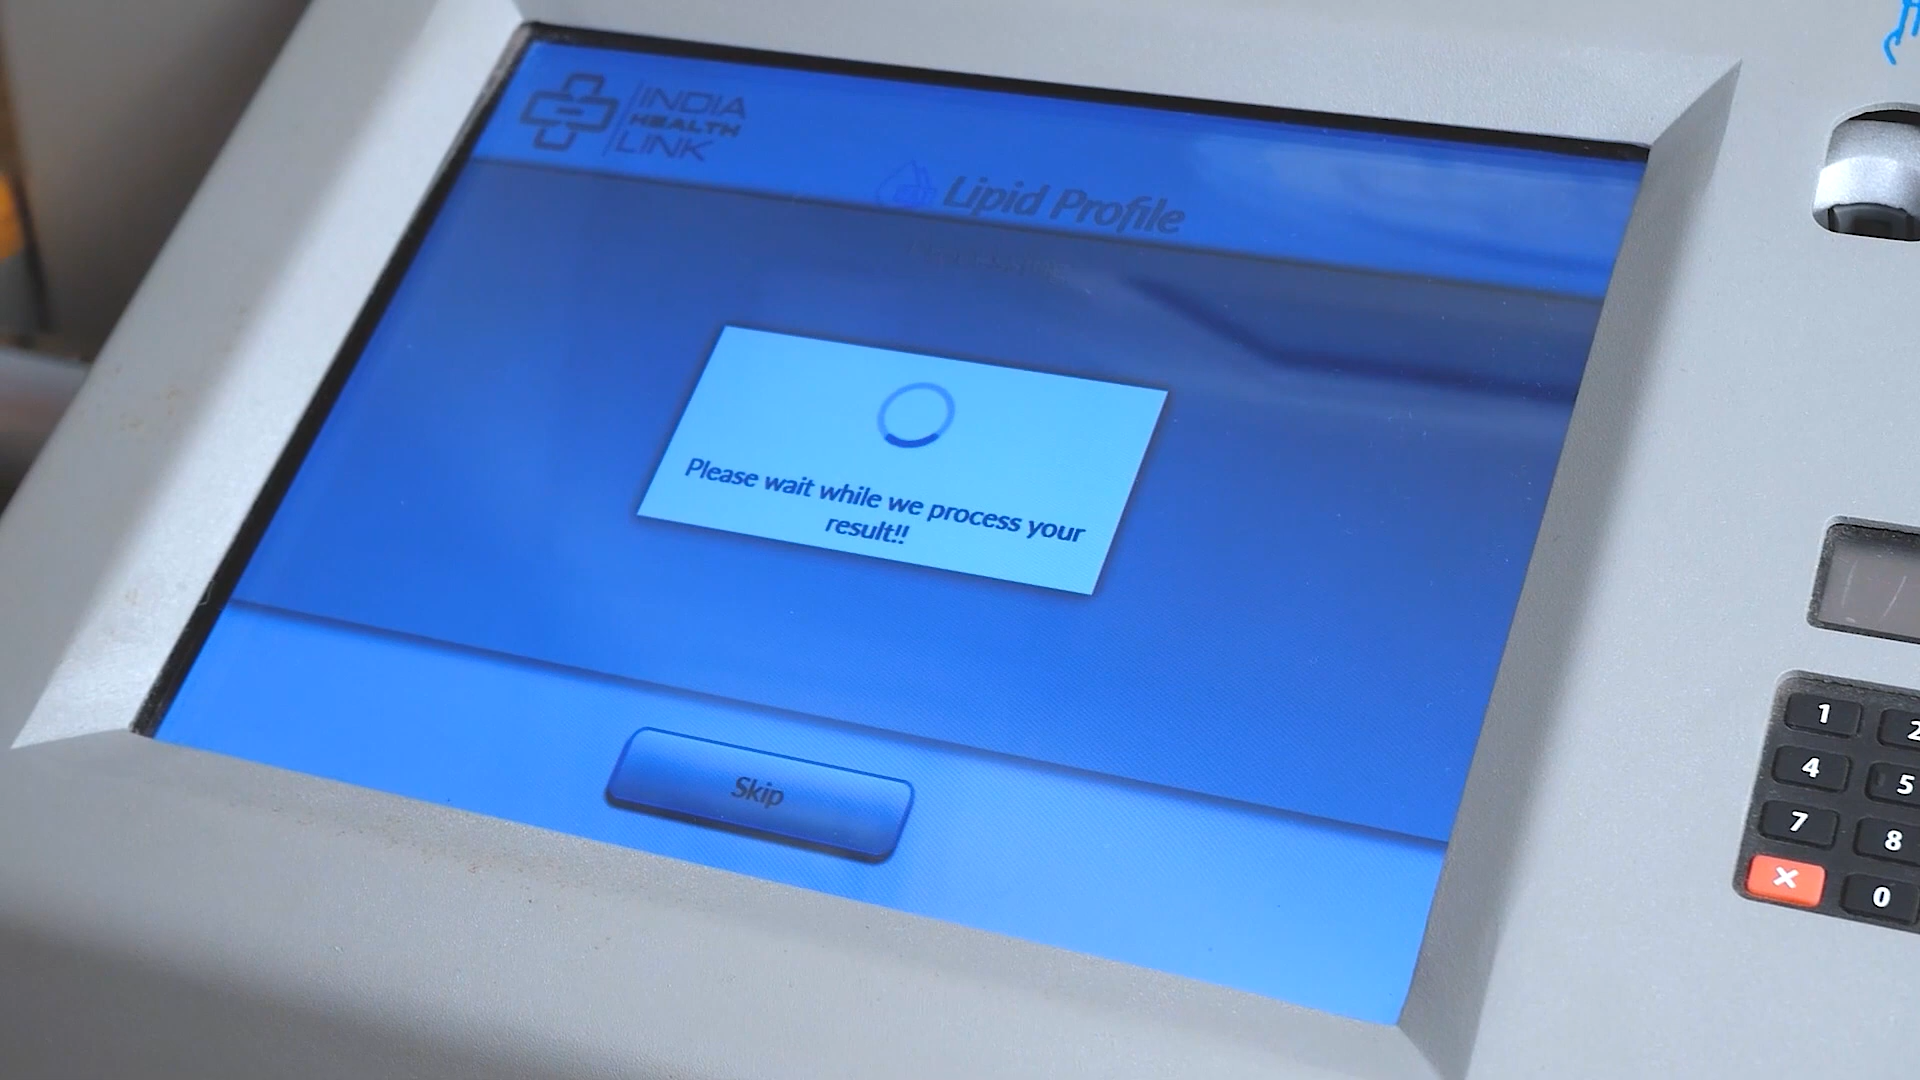 INDIA
HEALTH
LINK
Lipid Profile
Please wait while we process your
result!!
Skip
1
4 5
7 8
0